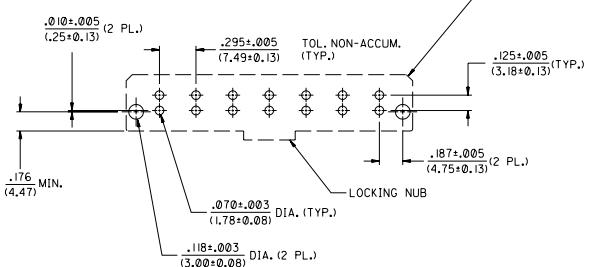 .010±.005 (2 PL.)
(.25±0.13)
.295±.005 TOL. NON-ACCUM.
(7.49±0.13) (TYP.)
.125±.005 (TYP.)
(3.18±0.13)
.187±.005 (2 PL.)
(4.75±0.13)
.176 MIN.
(4.47)
LOCKING NUB
.070±.003 DIA. (TYP.)
(1.78±0.08)
.118±.003 DIA. (2 PL.)
(3.00±0.08)